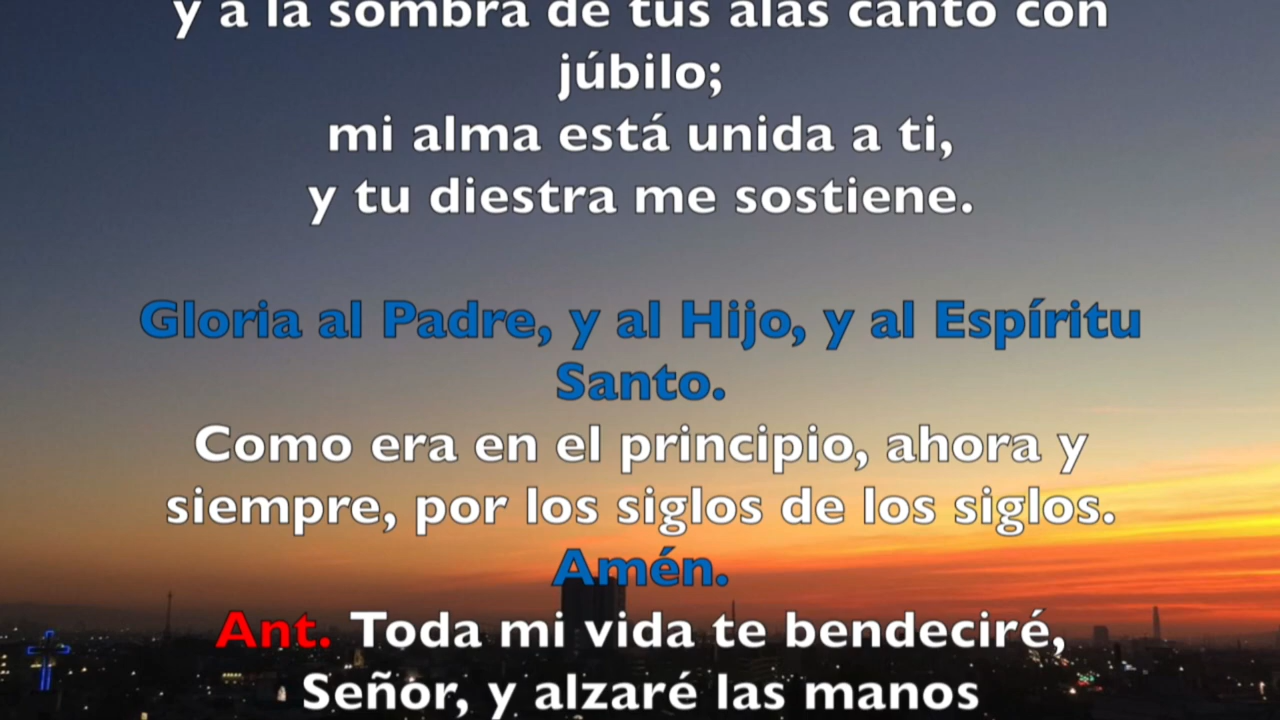 y a la sombra de tus alas canto con
júbilo;
mi alma está unida a ti,
y tu diestra me sostiene.
Gloria al Padre, y al Hijo, y al Espíritu
Santo.
Como era en el principio, ahora y
siempre, por los siglos de los siglos.
Amén.
Ant. Toda mi vida te bendeciré,
Señor, y alzaré las manos